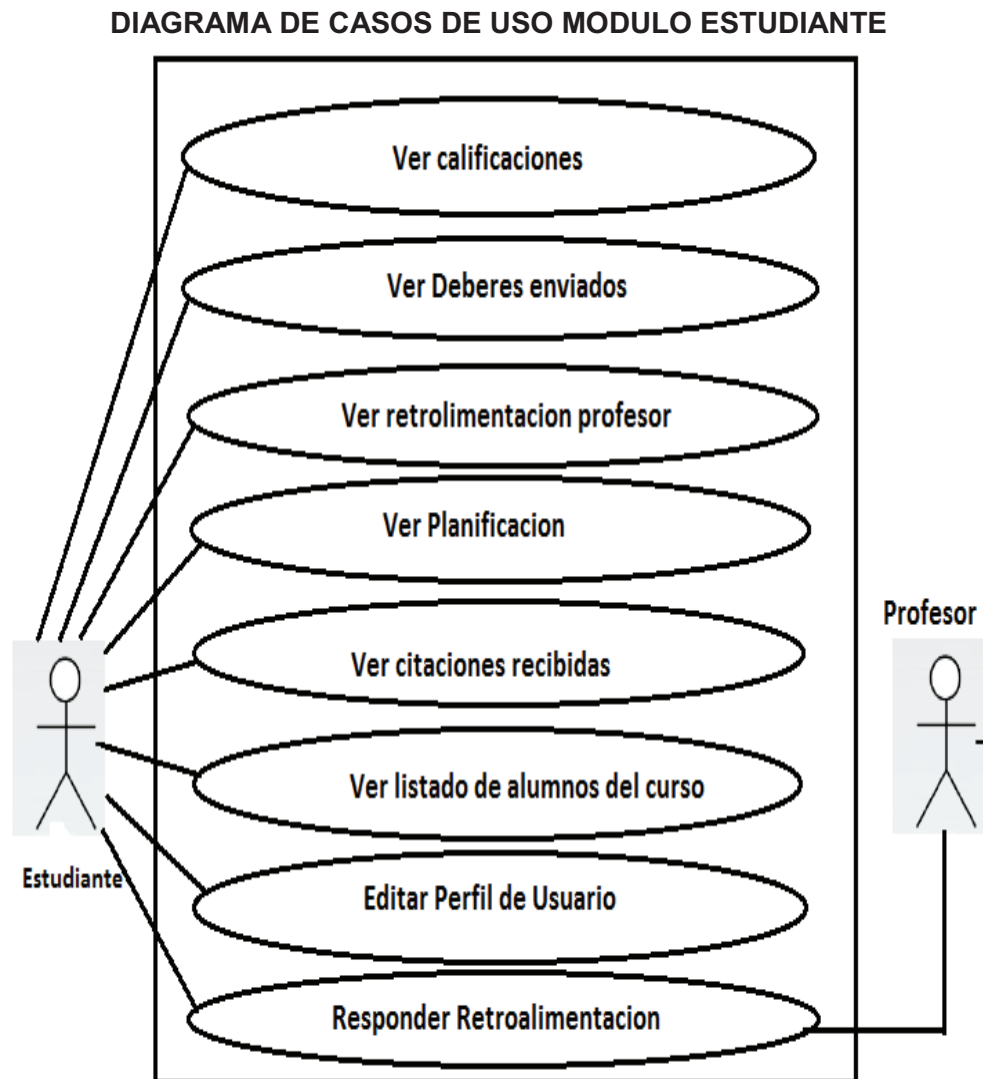 DIAGRAMA DE CASOS DE USO MODULO ESTUDIANTE
Ver calificaciones
Ver Deberes enviados
Ver retrolimentacion profesor
Ver Planificacion
Profesor
Ver citaciones recibidas
Ver listado de alumnos del curso
Estudiante
Editar Perfil de Usuario
Responder Retroalimentacion